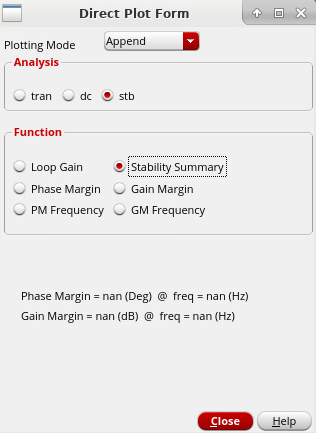 Direct Plot Form
Plotting Mode Append
Analysis
tran dc stb
Function
Loop Gain Stability Summary
Phase Margin Gain Margin
PM Frequency GM Frequency
Phase Margin = nan (Deg) @ freq = nan (Hz)
Gain Margin = nan (dB) @ freq = nan (Hz)
Close Help